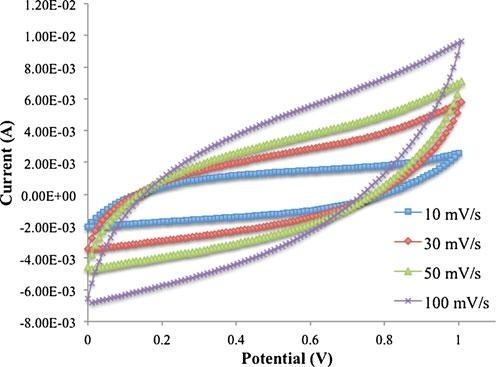 1.20E-02
1.00E-02
8.00E-03
6.00E-03
4.00E-03
2.00E-03
0.00E+00
-2.00E-03
-4.00E-03
-6.00E-03
-8.00E-03
Current (A)
10 mV/s
30 mV/s
50 mV/s
100 mV/s
0 0.2 0.4 0.6 0.8 1
Potential (V)